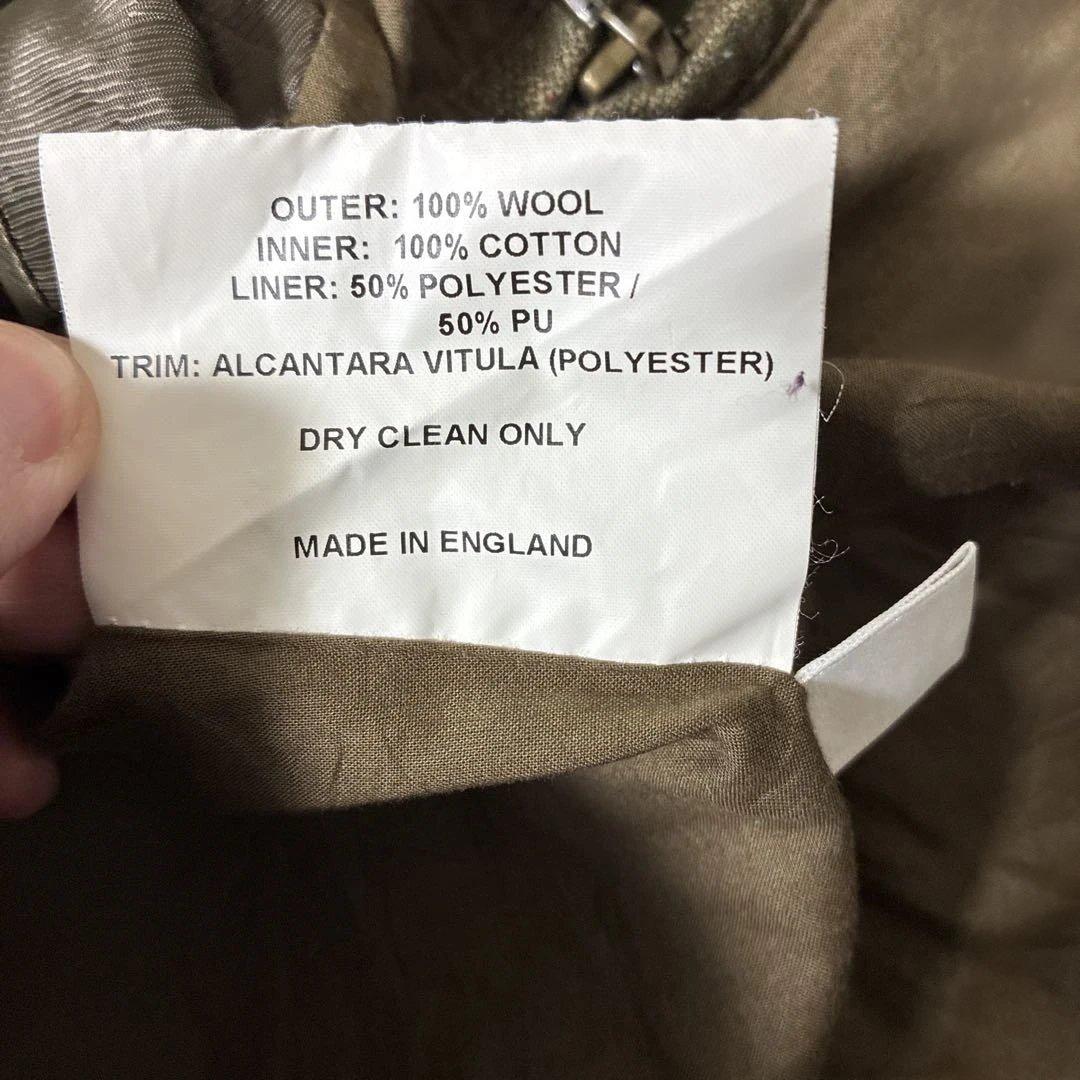 OUTER: 100% WOOL
INNER: 100% COTTON
LINER: 50% POLYESTER /
50% PU
TRIM: ALCANTARA VITULA (POLYESTER)
DRY CLEAN ONLY
MADE IN ENGLAND